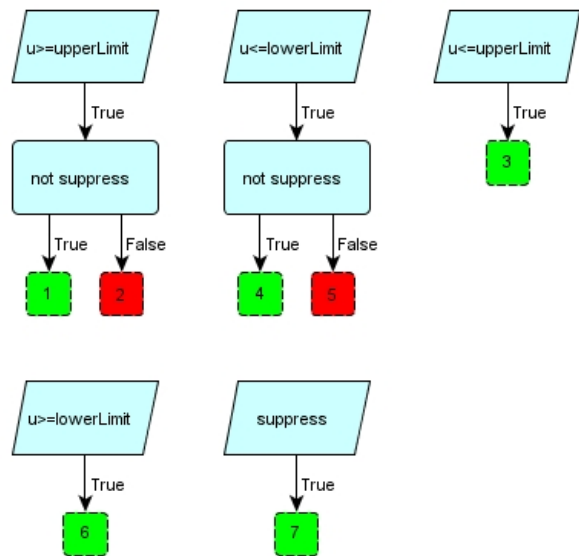 u>=upperLimit
u<=lowerLimit
u<=upperLimit
True
True
True
not suppress
not suppress
3
True
False
True
False
1
2
4
5
u>=lowerLimit
suppress
True
True
6
7